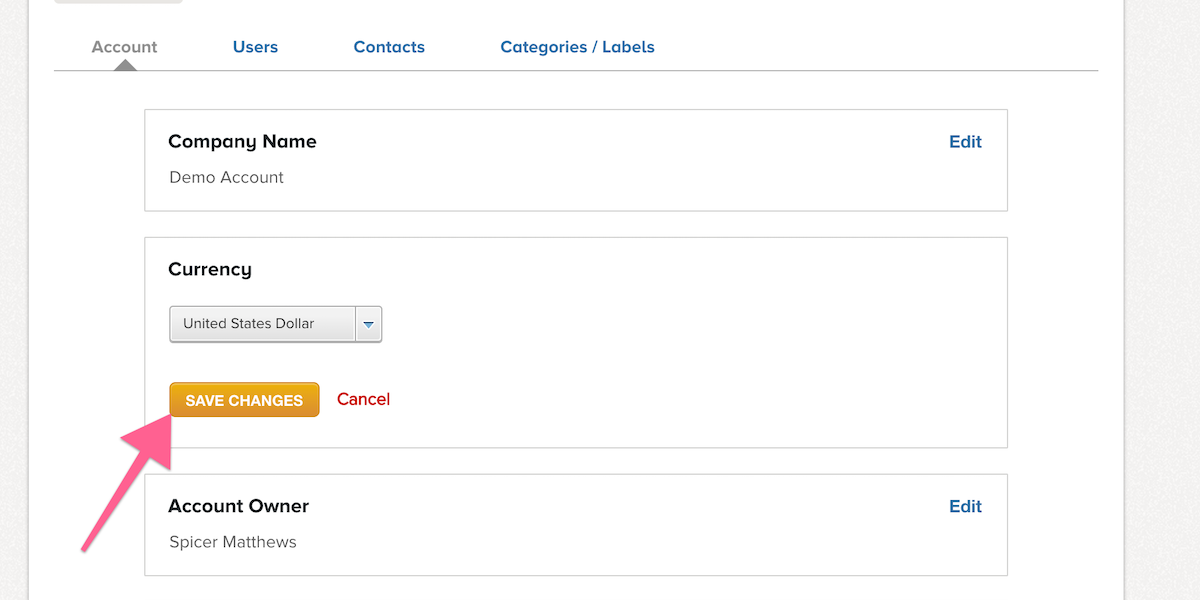 Account Users Contacts Categories / Labels
Company Name Edit
Demo Account
Currency
United States Dollar
SAVE CHANGES Cancel
Account Owner Edit
Spicer Matthews